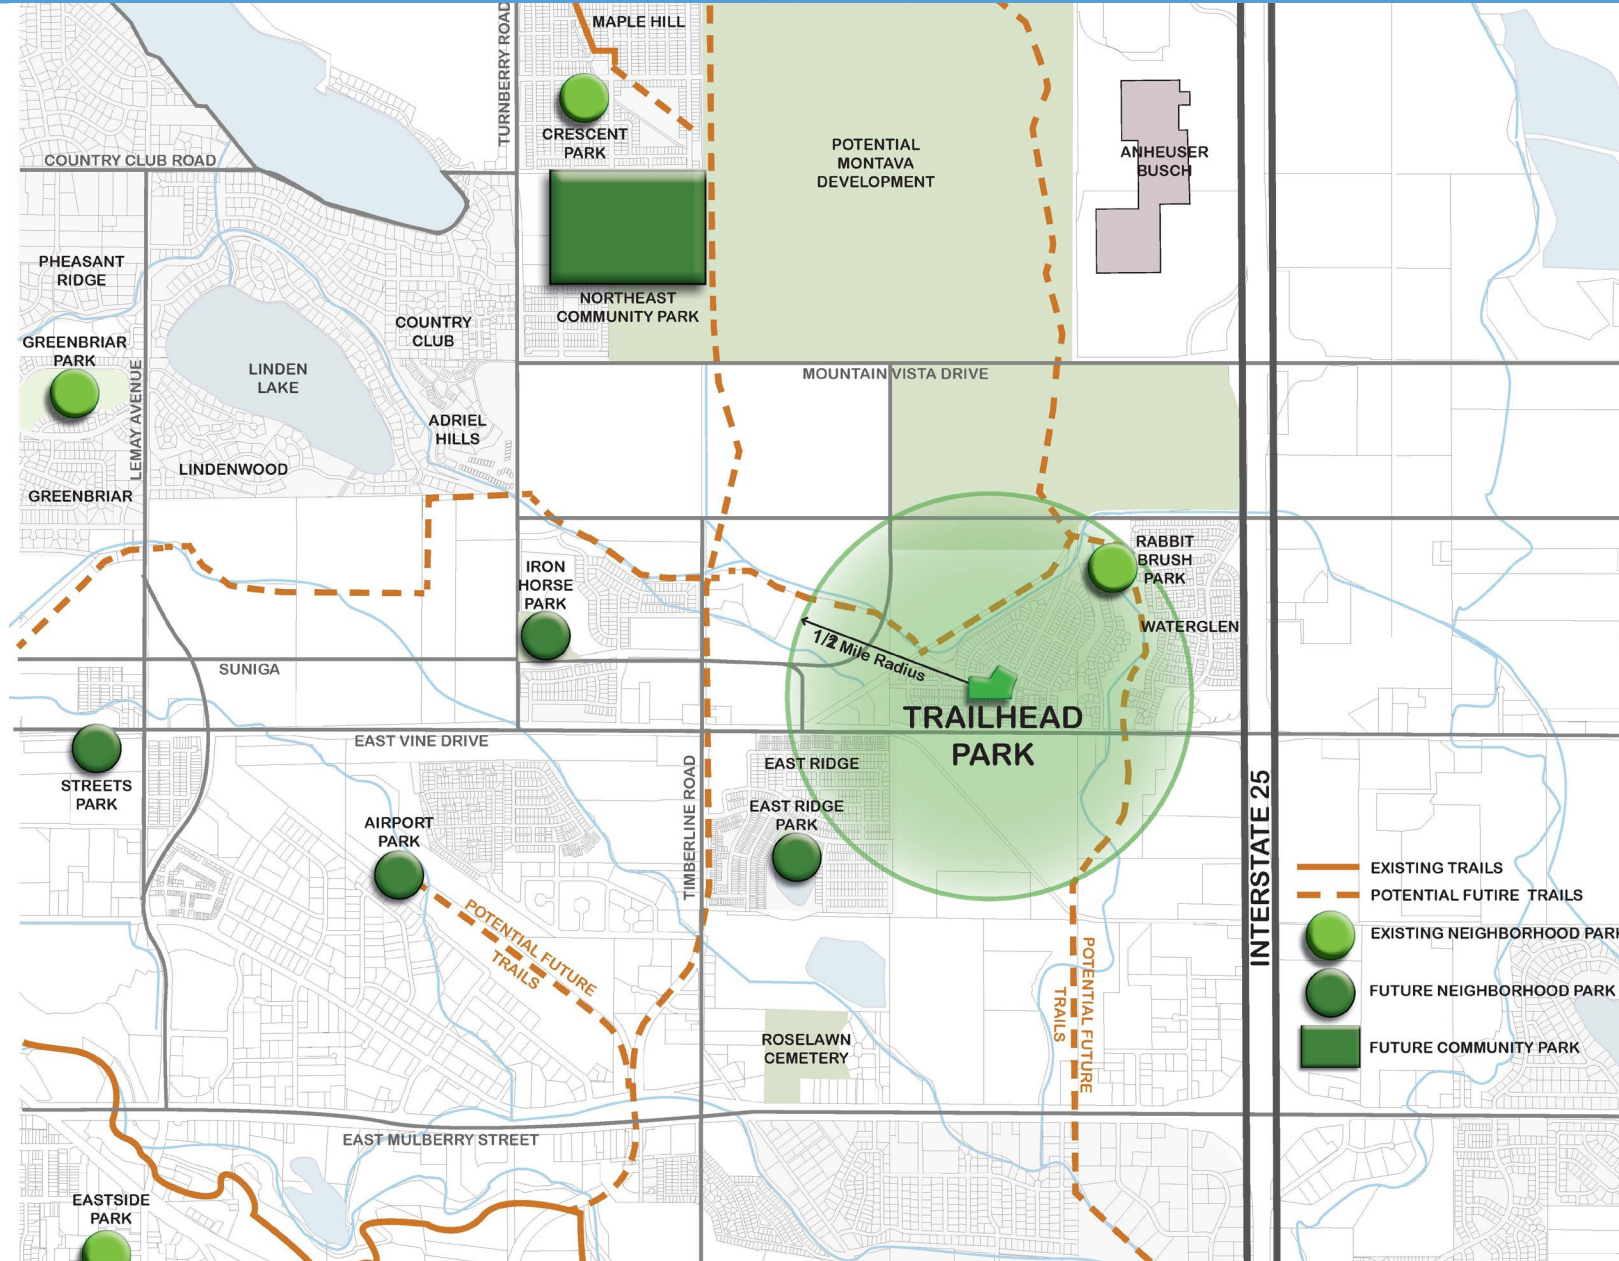 MAPLE HILL
TURNBERRY ROAD
CRESCENT
PARK
COUNTRY CLUB ROAD
POTENTIAL
MONTAVA
DEVELOPMENT
ANHEUSER
BUSCH
PHEASANT
RIDGE
NORTHEAST
COMMUNITY PARK
COUNTRY
CLUB
GREENBRIAR
PARK
LINDEN
LAKE
LEMAY AVENUE
MOUNTAIN VISTA DRIVE
ADRIEL
HILLS
LINDENWOOD
GREENBRIAR
RABBIT
BRUSH
PARK
IRON
HORSE
PARK
WATERGLEN
1/2 Mile Radius
SUNIGA
TRAILHEAD
PARK
EAST VINE DRIVE
EAST RIDGE
STREETS
PARK
TIMBERLINE ROAD
EAST RIDGE
PARK
AIRPORT
PARK
INTERSTATE 25
EXISTING TRAILS
POTENTIAL FUTIRE TRAILS
EXISTING NEIGHBORHOOD PARK
FUTURE NEIGHBORHOOD PARK
FUTURE COMMUNITY PARK
POTENTIAL FUTURE
TRAILS
POTENTIAL FUTURE
TRAILS
ROSELAWN
CEMETERY
EAST MULBERRY STREET
EASTSIDE
PARK